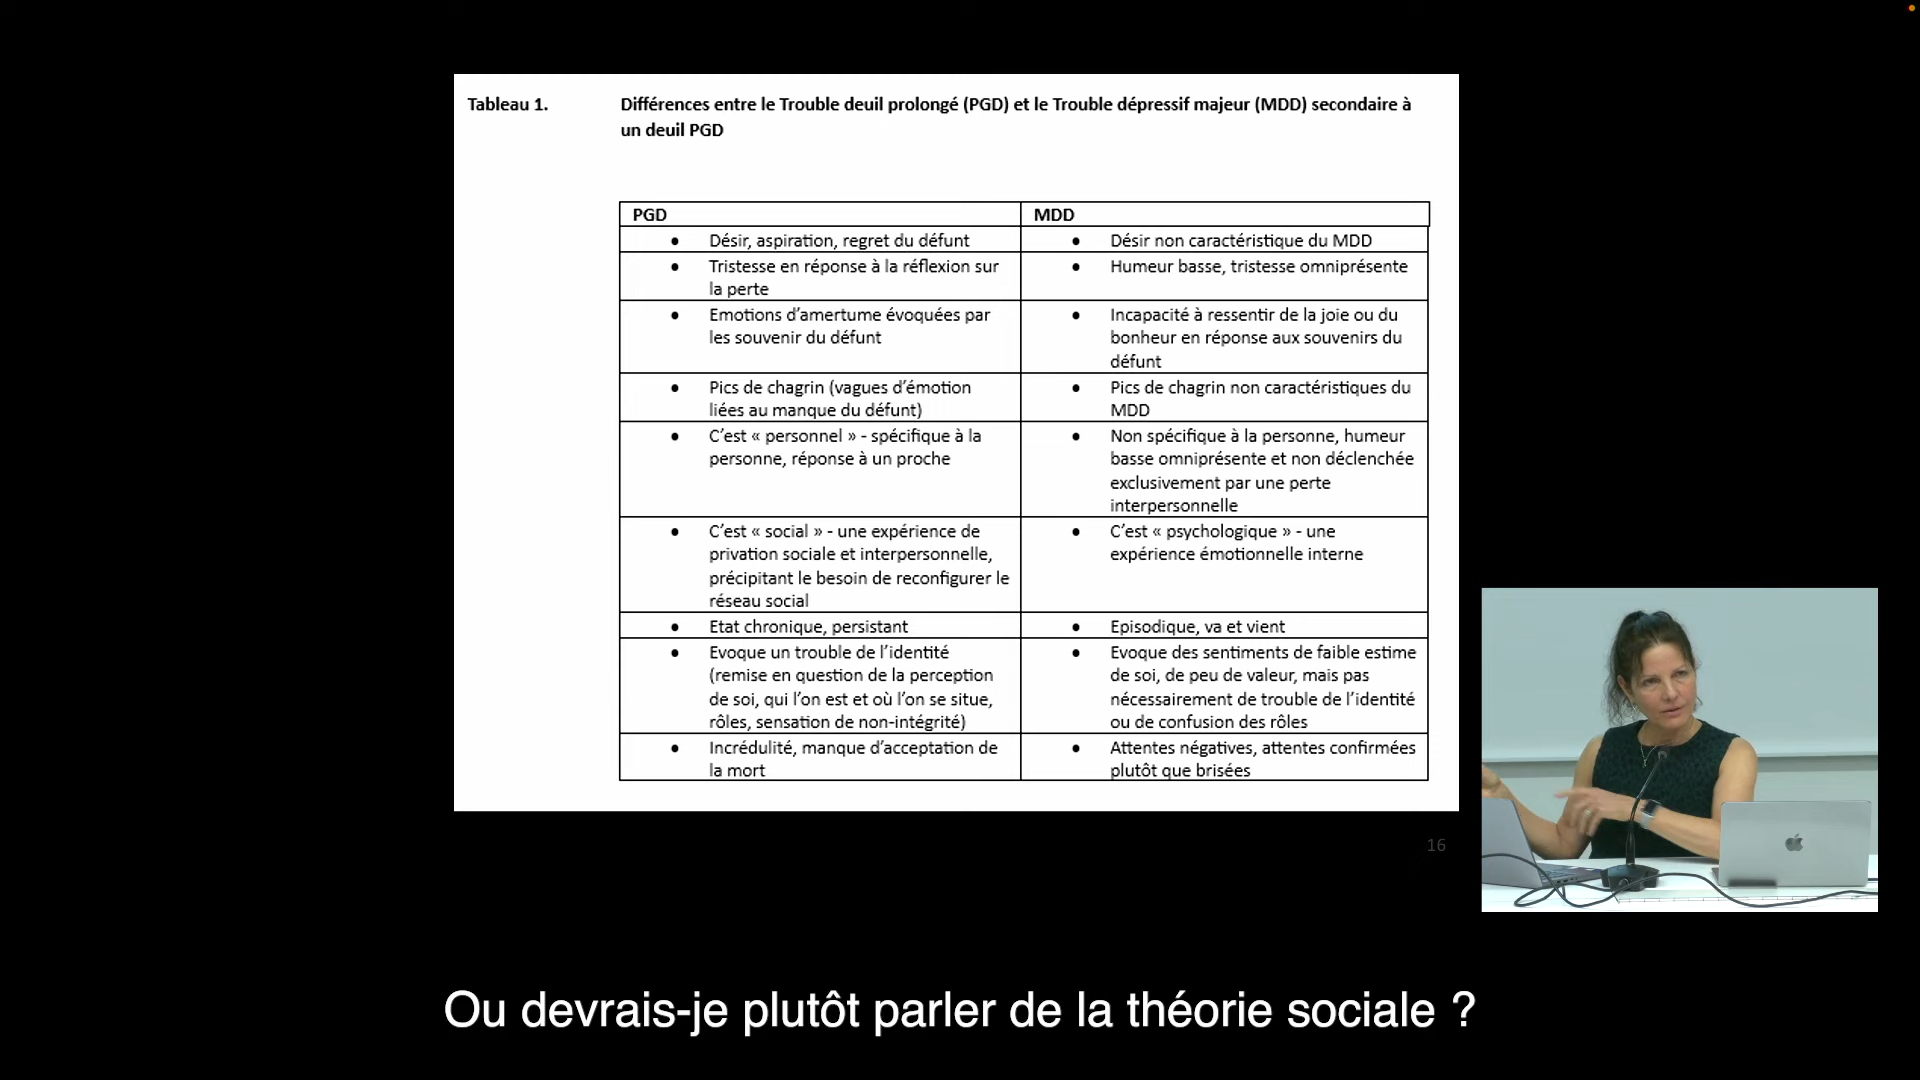 Tableau 1.
Différences entre le Trouble deuil prolongé (PGD) et le Trouble dépressif majeur (MDD) secondaire à
un deuil PGD
PGD
MDD
• Désir, aspiration, regret du défunt
• Désir non caractéristique du MDD
• Tristesse en réponse à la réflexion sur
la perte
• Humeur basse, tristesse omniprésente
• Emotions d’amertume évoquées par
les souvenir du défunt
• Incapacité à ressentir de la joie ou du
bonheur en réponse aux souvenirs du
défunt
• Pics de chagrin (vagues d’émotion
liées au manque du défunt)
• Pics de chagrin non caractéristiques du
MDD
• C’est « personnel » - spécifique à la
personne, réponse à un proche
• Non spécifique à la personne, humeur
basse omniprésente et non déclenchée
exclusivement par une perte
interpersonnelle
• C’est « social » - une expérience de
privation sociale et interpersonnelle,
précipitant le besoin de reconfigurer le
réseau social
• C’est « psychologique » - une
expérience émotionnelle interne
• Etat chronique, persistant
• Episodique, va et vient
• Evoque un trouble de l’identité
(remise en question de la perception
de soi, qui l’on est et où l’on se situe,
rôles, sensation de non-intégrité)
• Evoque des sentiments de faible estime
de soi, de peu de valeur, mais pas
nécessairement de trouble de l’identité
ou de confusion des rôles
• Incrédulité, manque d’acceptation de
la mort
• Attentes négatives, attentes confirmées
plutôt que brisées
16
Ou devrais-je plutôt parler de la théorie sociale ?